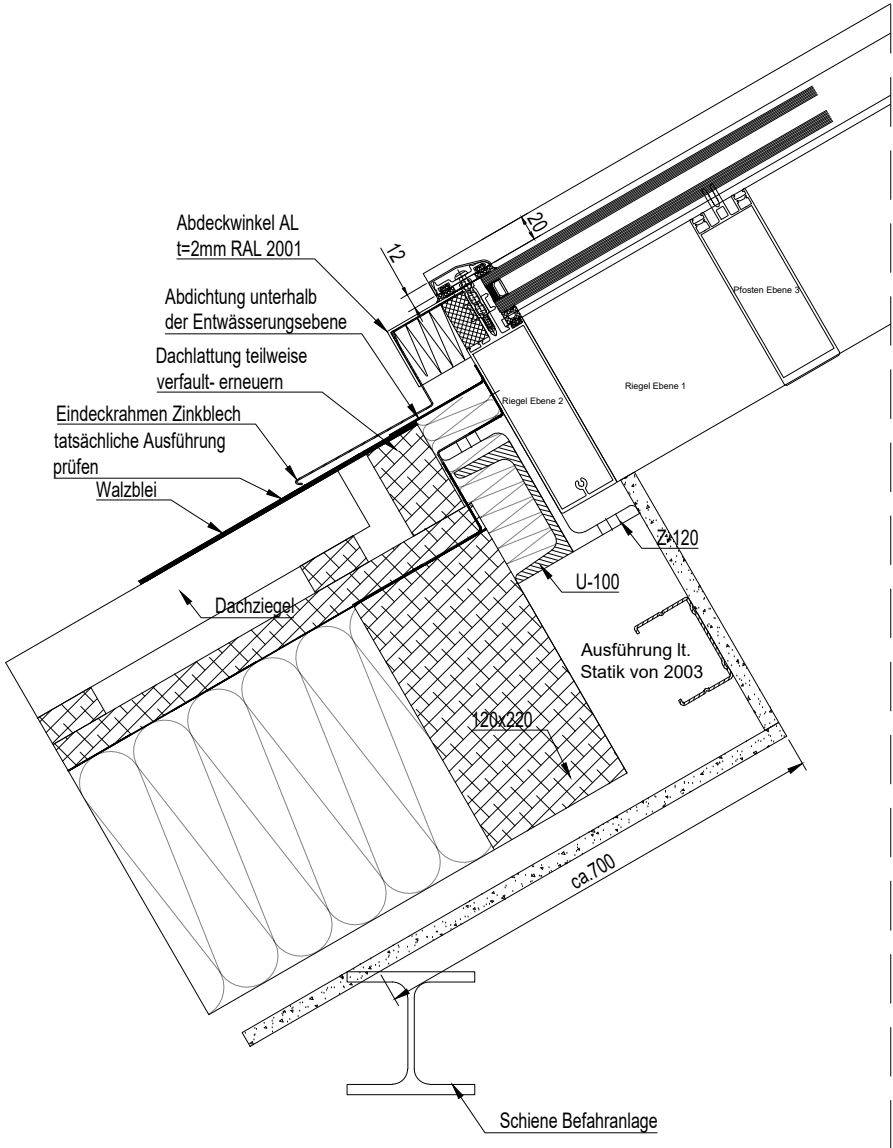 Abdeckwinkel AL
t=2mm RAL 2001
12
20
Abdichtung unterhalb
der Entwässerungsebene
Dachlattung teilweise
verfault- erneuern
Eindeckrahmen Zinkblech
tatsächliche Ausführung
prüfen
Walzblei
Pfosten Ebene 3
Riegel Ebene 1
Riegel Ebene 2
Z-120
U-100
Dachziegel
Ausführung lt.
Statik von 2003
120x220
ca.700
Schiene Befahranlage